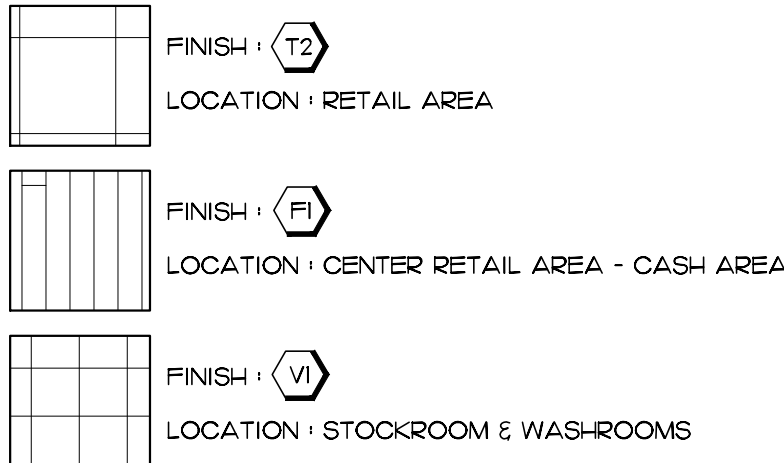 FINISH : T2
LOCATION : RETAIL AREA
FINISH : F1
LOCATION : CENTER RETAIL AREA - CASH AREA
FINISH : V1
LOCATION : STOCKROOM & WASHROOMS